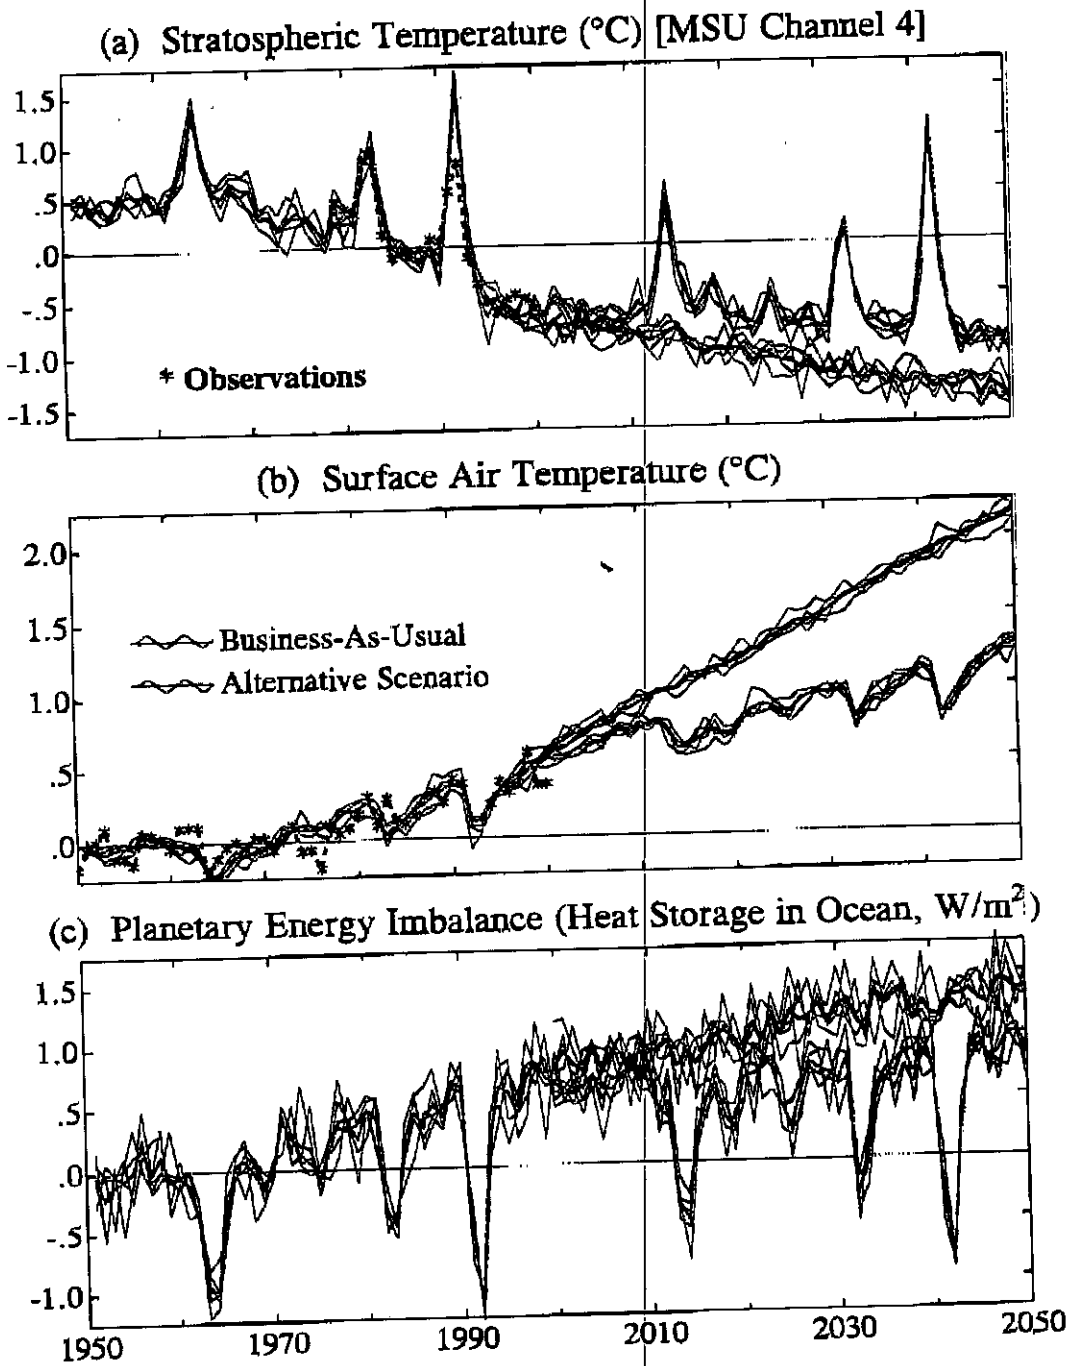 (a) Stratospheric Temperature (°C) [MSU Channel 4]
1.5
1.0
.5
.0
-.5
-1.0
-1.5
* Observations
(b) Surface Air Temperature (°C)
2.0
1.5
1.0
.5
.0
Business-As-Usual
Alternative Scenario
(c) Planetary Energy Imbalance (Heat Storage in Ocean, W/m²)
1.5
1.0
.5
.0
-.5
-1.0
1950 1970 1990 2010 2030 2050